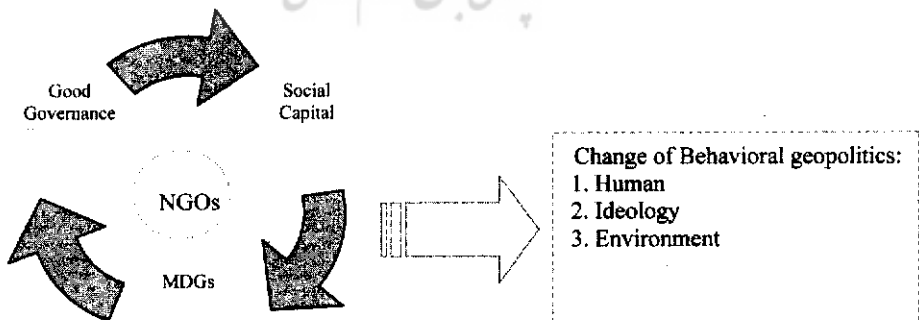 Good
Governance
Social
Capital
NGOs
MDGs
Change of Behavioral geopolitics:
1. Human
2. Ideology
3. Environment